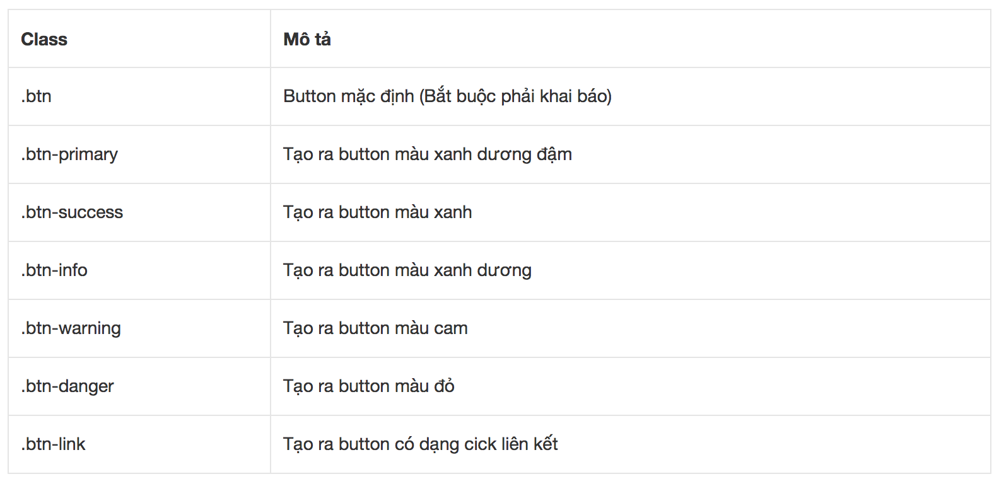 Class Mô tả
.btn Button mặc định (Bắt buộc phải khai báo)
.btn-primary Tạo ra button màu xanh dương đậm
.btn-success Tạo ra button màu xanh
.btn-info Tạo ra button màu xanh dương
.btn-warning Tạo ra button màu cam
.btn-danger Tạo ra button màu đỏ
.btn-link Tạo ra button có dạng cick liên kết